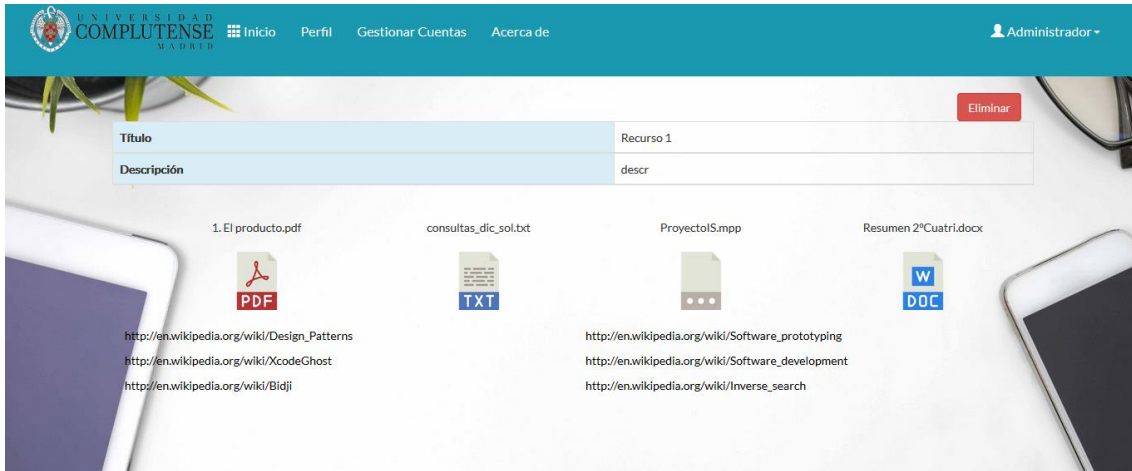 UNIVERSIDAD
COMPLUTENSE
MADRID
Inicio Perfil Gestionar Cuentas Acerca de Administrador
Eliminar
Título Recurso 1
Descripción descr
1. El producto.pdf consultas_dic_sol.txt ProyectoIS.mpp Resumen 2ºCuatri.docx
PDF TXT W DOC
http://en.wikipedia.org/wiki/Design_Patterns http://en.wikipedia.org/wiki/Software_prototyping
http://en.wikipedia.org/wiki/XcodeGhost http://en.wikipedia.org/wiki/Software_development
http://en.wikipedia.org/wiki/Bidji http://en.wikipedia.org/wiki/Inverse_search